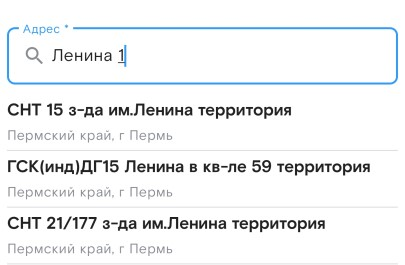 Адрес *
Ленина 1
СНТ 15 з-да им.Ленина территория
Пермский край, г Пермь
ГСК(инд)ДГ15 Ленина в кв-ле 59 территория
Пермский край, г Пермь
СНТ 21/177 з-да им.Ленина территория
Пермский край, г Пермь